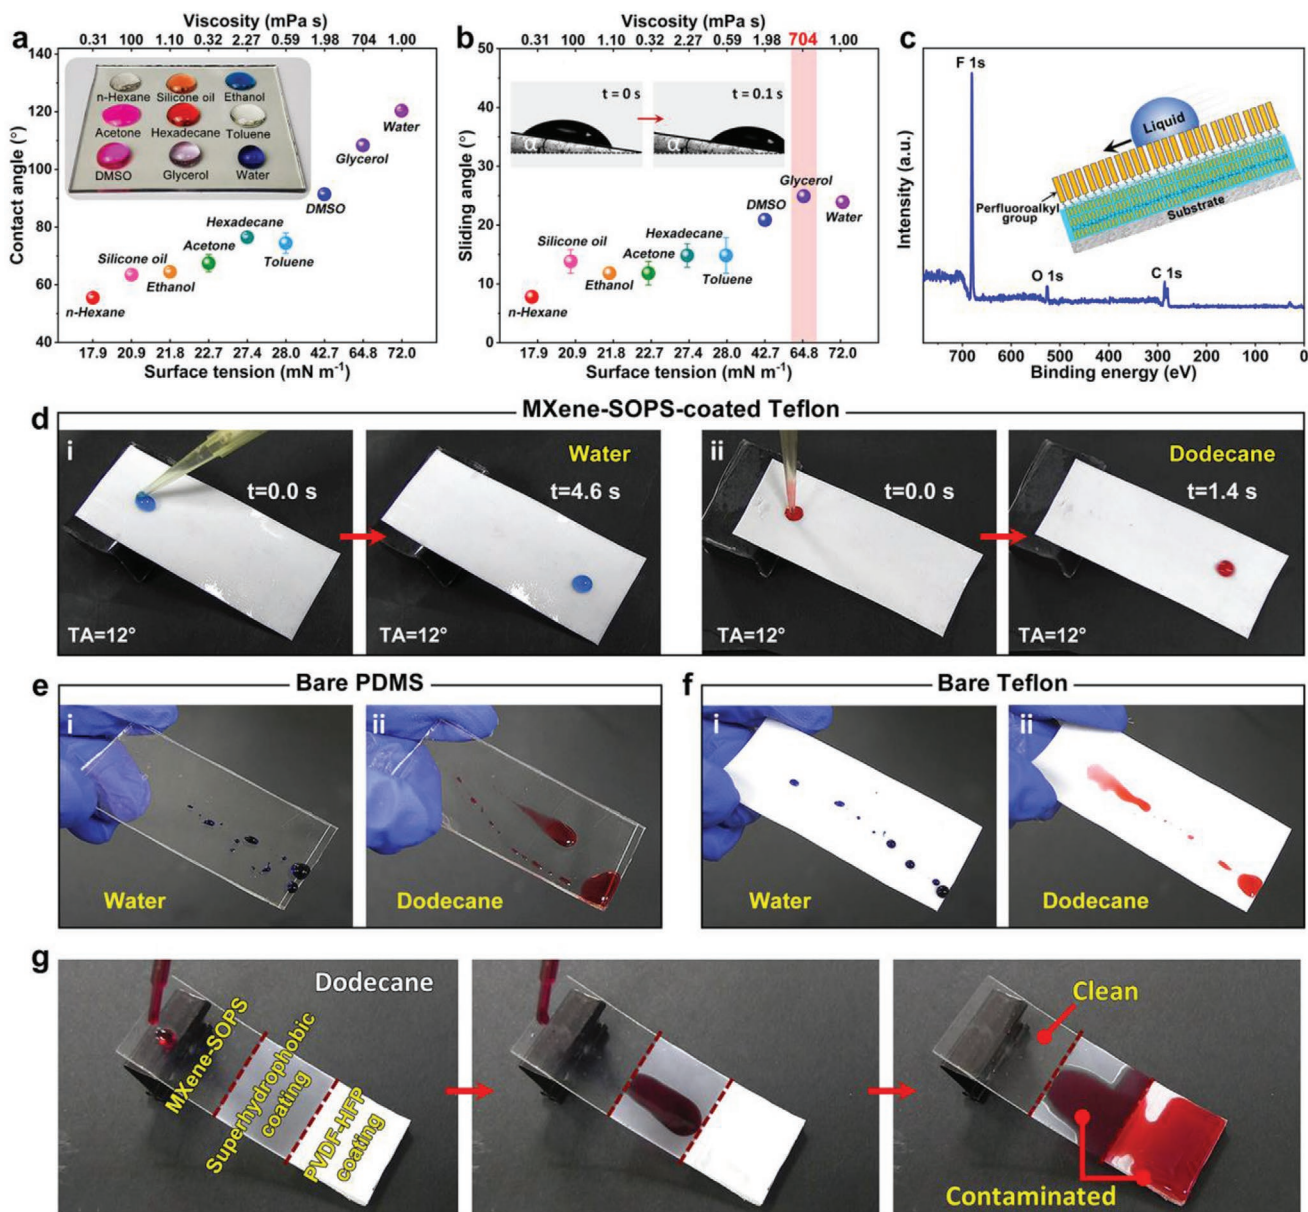 a
Viscosity (mPa s)
0.31 100 1.10 0.32 2.27 0.59 1.98 704 1.00
140
120
100
80
60
40
Contact angle (°)
n-Hexane Silicone oil Ethanol
Acetone Hexadecane Toluene
DMSO Glycerol Water
Water
Glycerol
DMSO
Hexadecane
Silicone oil
Acetone
Toluene
Ethanol
n-Hexane
17.9 20.9 21.8 22.7 27.4 28.0 42.7 64.8 72.0
Surface tension (mN m⁻¹)
b
Viscosity (mPa s)
0.31 100 1.10 0.32 2.27 0.59 1.98 704 1.00
50
40
30
20
10
0
Sliding angle (°)
t = 0 s
t = 0.1 s
α
α
Glycerol
DMSO
Water
Silicone oil
Hexadecane
Acetone
Ethanol
Toluene
n-Hexane
17.9 20.9 21.8 22.7 27.4 28.0 42.7 64.8 72.0
Surface tension (mN m⁻¹)
c
Intensity (a.u.)
F 1s
O 1s
C 1s
Liquid
Perfluoroalkyl
group
Substrate
700 600 500 400 300 200 100 0
Binding energy (eV)
d
MXene-SOPS-coated Teflon
i
t=0.0 s
TA=12°
Water
t=4.6 s
TA=12°
ii
t=0.0 s
TA=12°
Dodecane
t=1.4 s
TA=12°
e
Bare PDMS
i
Water
ii
Dodecane
f
Bare Teflon
i
Water
ii
Dodecane
g
Dodecane
MXene-SOPS
Superhydrophobic
coating
PVDF-HFP
coating
Clean
Contaminated